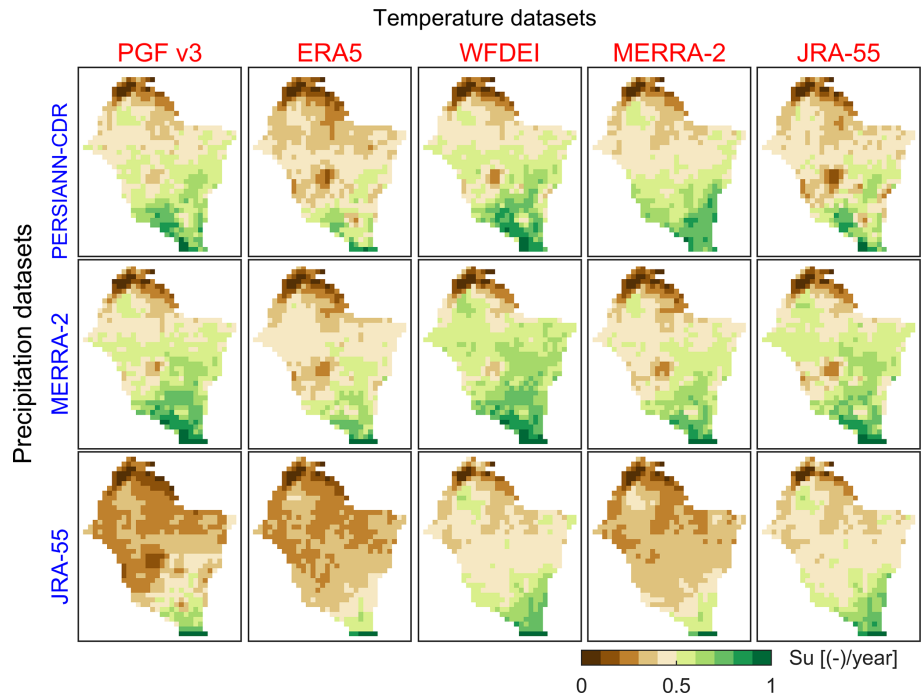 Temperature datasets
PGF v3 ERA5 WFDEI MERRA-2 JRA-55
Precipitation datasets
PERSIANN-CDR
MERRA-2
JRA-55
Su [(-)/year]
0 0.5 1